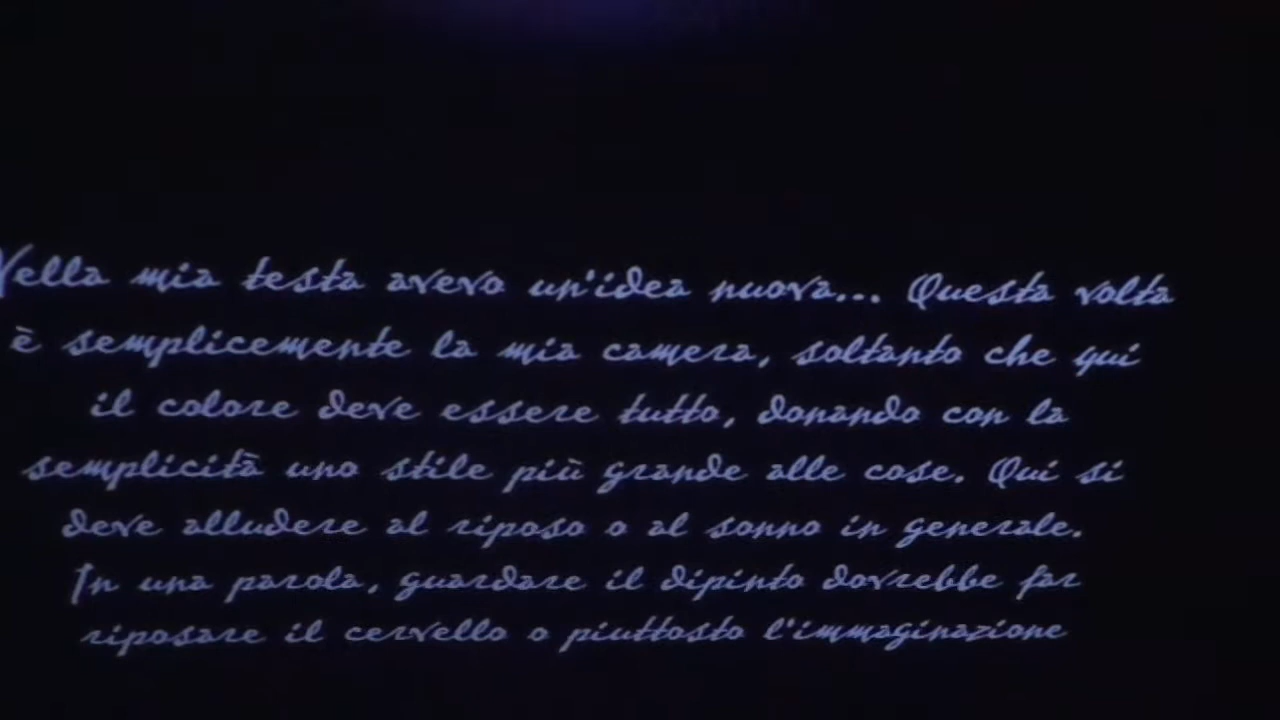 Nella mia testa avevo un'idea nuova... Questa volta
è semplicemente la mia camera, soltanto che qui
il colore deve essere tutto, donando con la
semplicità uno stile più grande alle cose. Qui si
deve alludere al riposo o al sonno in generale.
In una parola, guardare il dipinto dovrebbe far
riposare il cervello o piuttosto l'immaginazione